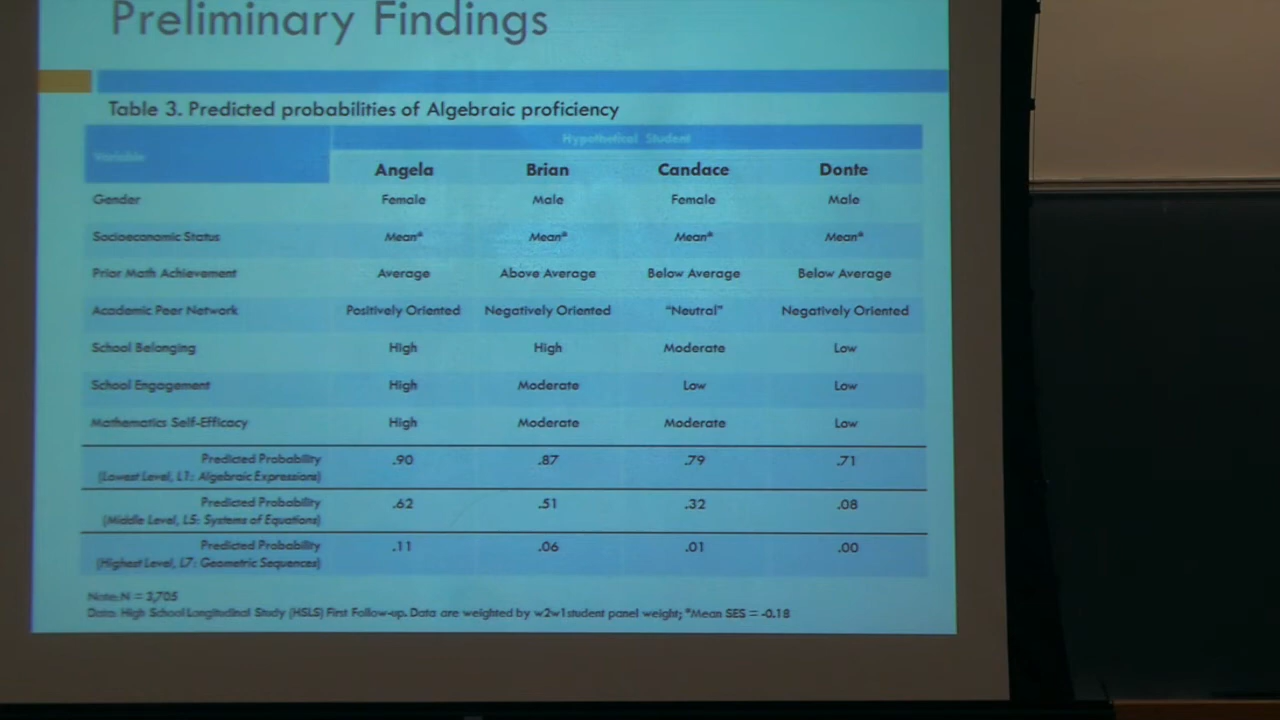 Preliminary Findings
Table 3. Predicted probabilities of Algebraic proficiency
Variable Hypothetical Student
Angela Brian Candace Donte
Gender Female Male Female Male
Socioeconomic Status Mean* Mean* Mean* Mean*
Prior Math Achievement Average Above Average Below Average Below Average
Academic Peer Network Positively Oriented Negatively Oriented "Neutral" Negatively Oriented
School Belonging High High Moderate Low
School Engagement High Moderate Low Low
Mathematics Self-Efficacy High Moderate Moderate Low
Predicted Probability .90 .87 .79 .71
(Lowest Level, L1: Algebraic Expressions)
Predicted Probability .62 .51 .32 .08
(Middle Level, L5: Systems of Equations)
Predicted Probability .11 .06 .01 .00
(Highest Level, L7: Geometric Sequences)
Note: N = 2,705
Data: High School Longitudinal Study (HSLS) First Follow-up. Data are weighted by w2w1student panel weight; *Mean SES = -0.18